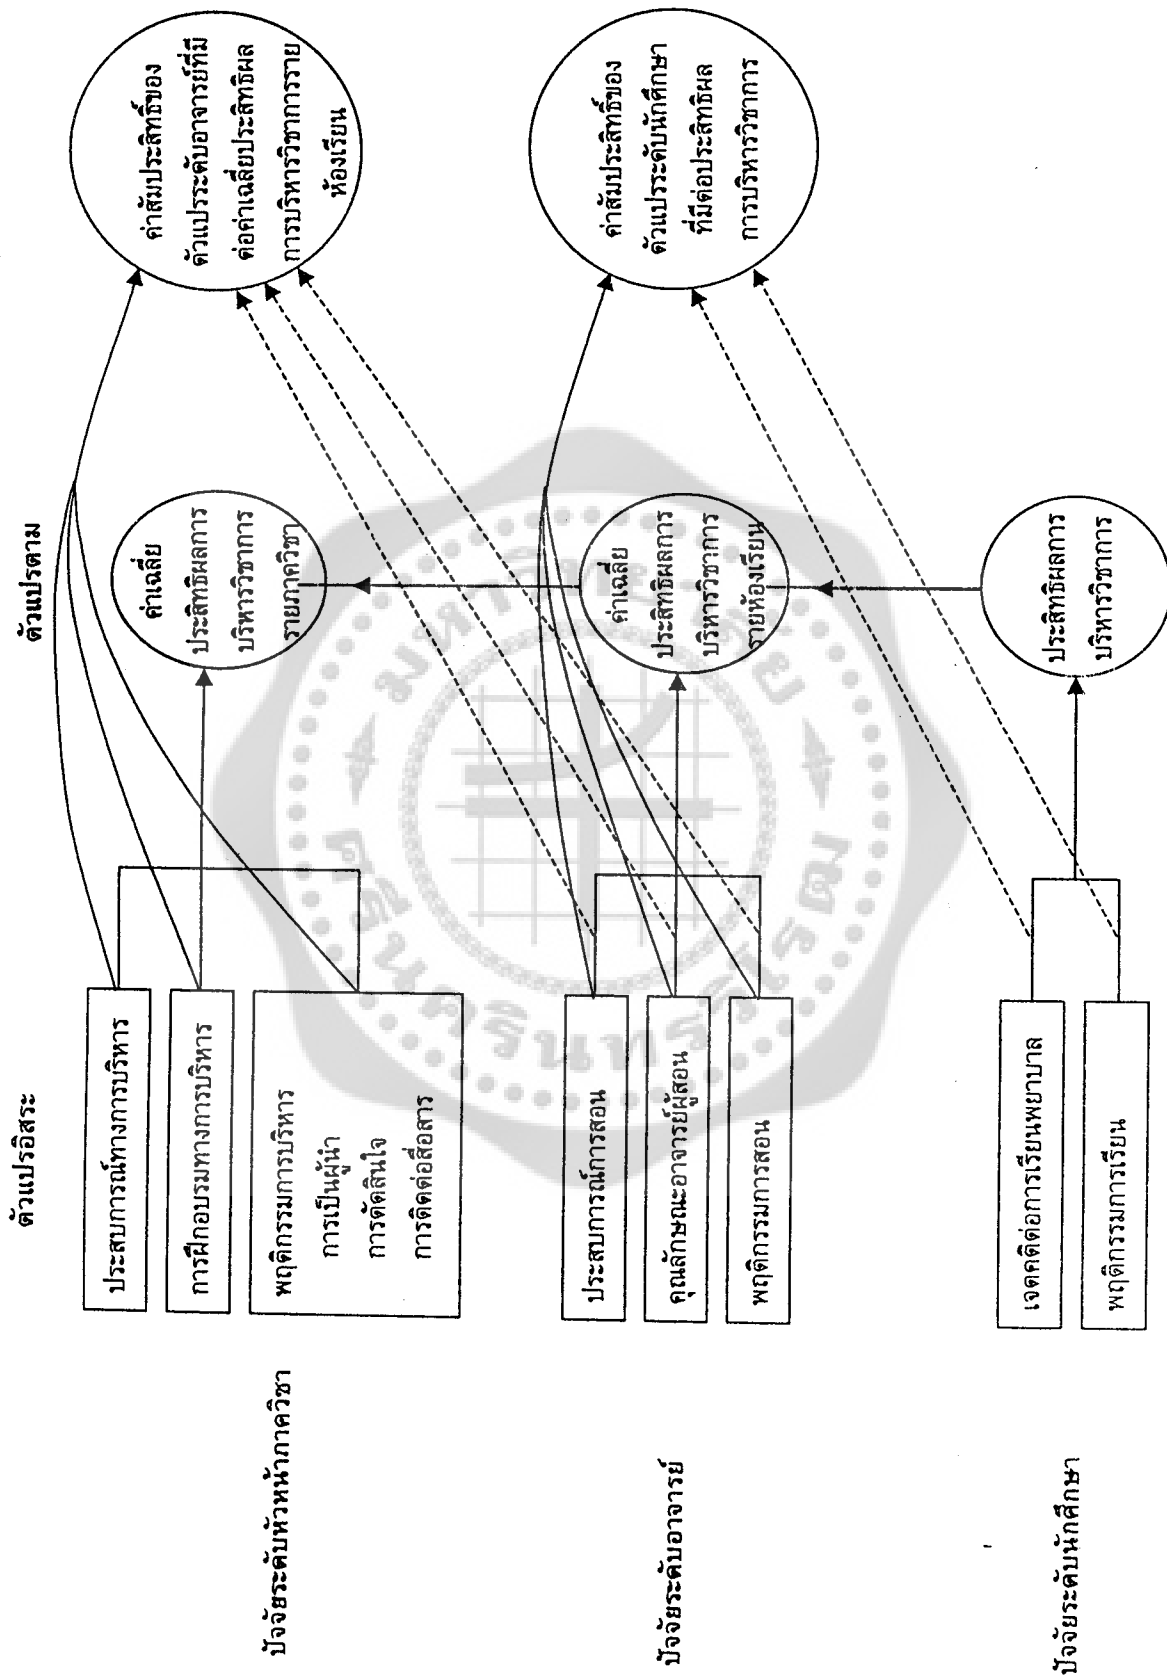 ตัวแปรอิสระ
ตัวแปรตาม
ปัจจัยระดับหัวหน้าภาควิชา
ประสบการณ์ทางการบริหาร
การฝึกอบรมทางการบริหาร
พฤติกรรมการบริหาร
การเป็นผู้นำ
การตัดสินใจ
การติดต่อสื่อสาร
ค่าเฉลี่ย
ประสิทธิผลการ
บริหารวิชาการ
รายภาควิชา
ค่าสัมประสิทธิ์ของ
ตัวแปรระดับอาจารย์ที่มี
ต่อค่าเฉลี่ยประสิทธิผล
การบริหารวิชาการราย
ห้องเรียน
ปัจจัยระดับอาจารย์
ประสบการณ์การสอน
คุณลักษณะอาจารย์ผู้สอน
พฤติกรรมการสอน
ค่าเฉลี่ย
ประสิทธิผลการ
บริหารวิชาการ
รายห้องเรียน
ค่าสัมประสิทธิ์ของ
ตัวแปรระดับนักศึกษา
ที่มีต่อประสิทธิผล
การบริหารวิชาการ
ปัจจัยระดับนักศึกษา
เจตคติต่อการเรียนพยาบาล
พฤติกรรมการเรียน
ประสิทธิผลการ
บริหารวิชาการ
มหาวิทยาลัย
ศรีนครินทรวิโรฒ